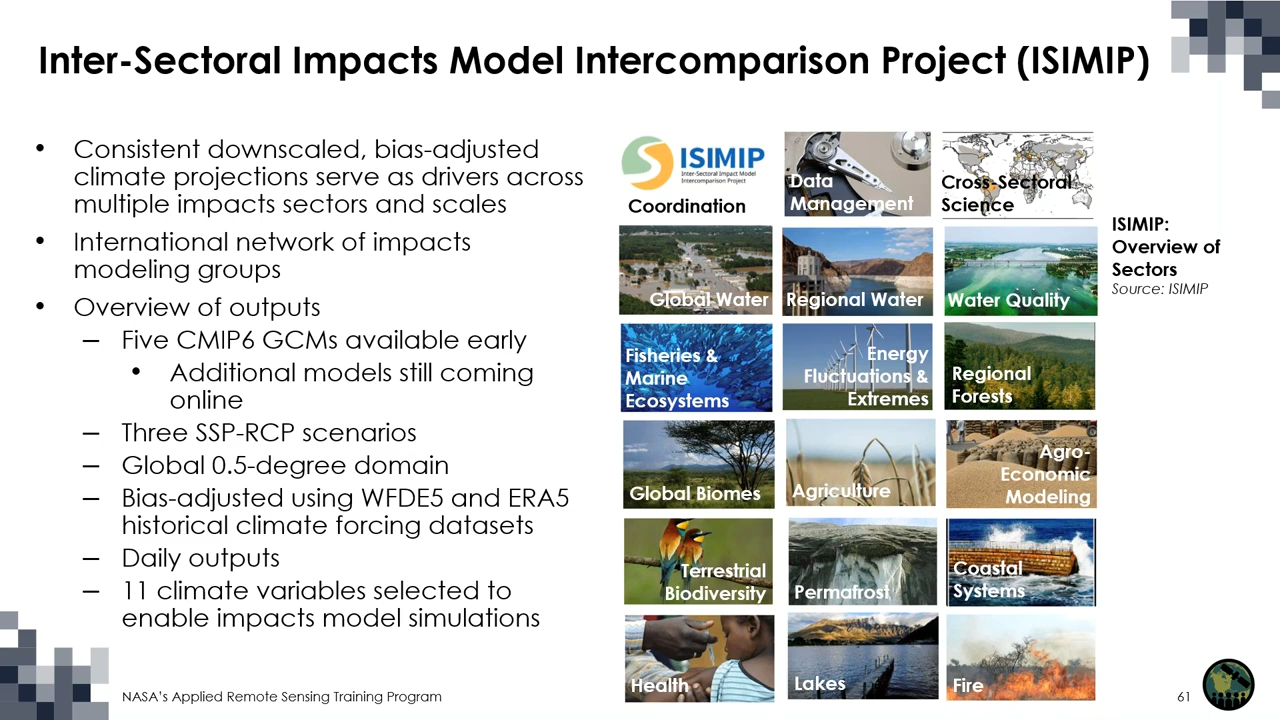 Inter-Sectoral Impacts Model Intercomparison Project (ISIMIP)
• Consistent downscaled, bias-adjusted
climate projections serve as drivers across
multiple impacts sectors and scales
• International network of impacts
modeling groups
• Overview of outputs
– Five CMIP6 GCMs available early
• Additional models still coming
online
– Three SSP-RCP scenarios
– Global 0.5-degree domain
– Bias-adjusted using WFDE5 and ERA5
historical climate forcing datasets
– Daily outputs
– 11 climate variables selected to
enable impacts model simulations
ISIMIP
Inter-Sectoral Impact Model
Intercomparison Project
Coordination
Data
Management
Cross-Sectoral
Science
Global Water
Regional Water
Water Quality
Fisheries &
Marine
Ecosystems
Energy
Fluctuations &
Extremes
Regional
Forests
Global Biomes
Agriculture
Agro-
Economic
Modeling
Terrestrial
Biodiversity
Permafrost
Coastal
Systems
Health
Lakes
Fire
ISIMIP:
Overview of
Sectors
Source: ISIMIP
NASA's Applied Remote Sensing Training Program
61